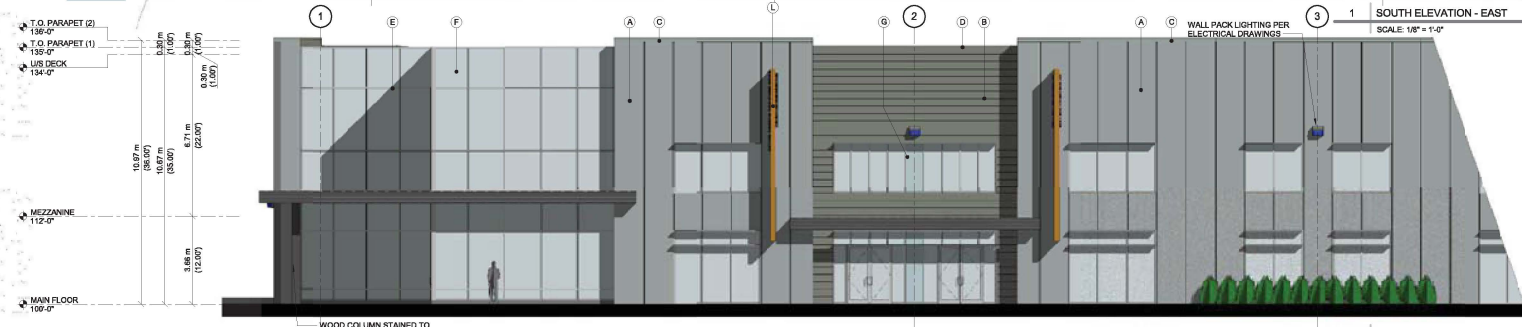 1 SOUTH ELEVATION - EAST
SCALE: 1/8" = 1'-0"
1
E
F
A
C
L
G
2
D
B
A
C
3
WALL PACK LIGHTING PER
ELECTRICAL DRAWINGS
T.O. PARAPET (2)
136'-0"
T.O. PARAPET (1)
135'-0"
U/S DECK
134'-0"
0.30 m
(1.00')
0.30 m
(1.00')
0.30 m
(1.00')
10.97 m
(36.00')
10.67 m
(35.00')
6.71 m
(22.00')
MEZZANINE
112'-0"
3.66 m
(12.00')
MAIN FLOOR
100'-0"
WOOD COLUMN STAINED TO